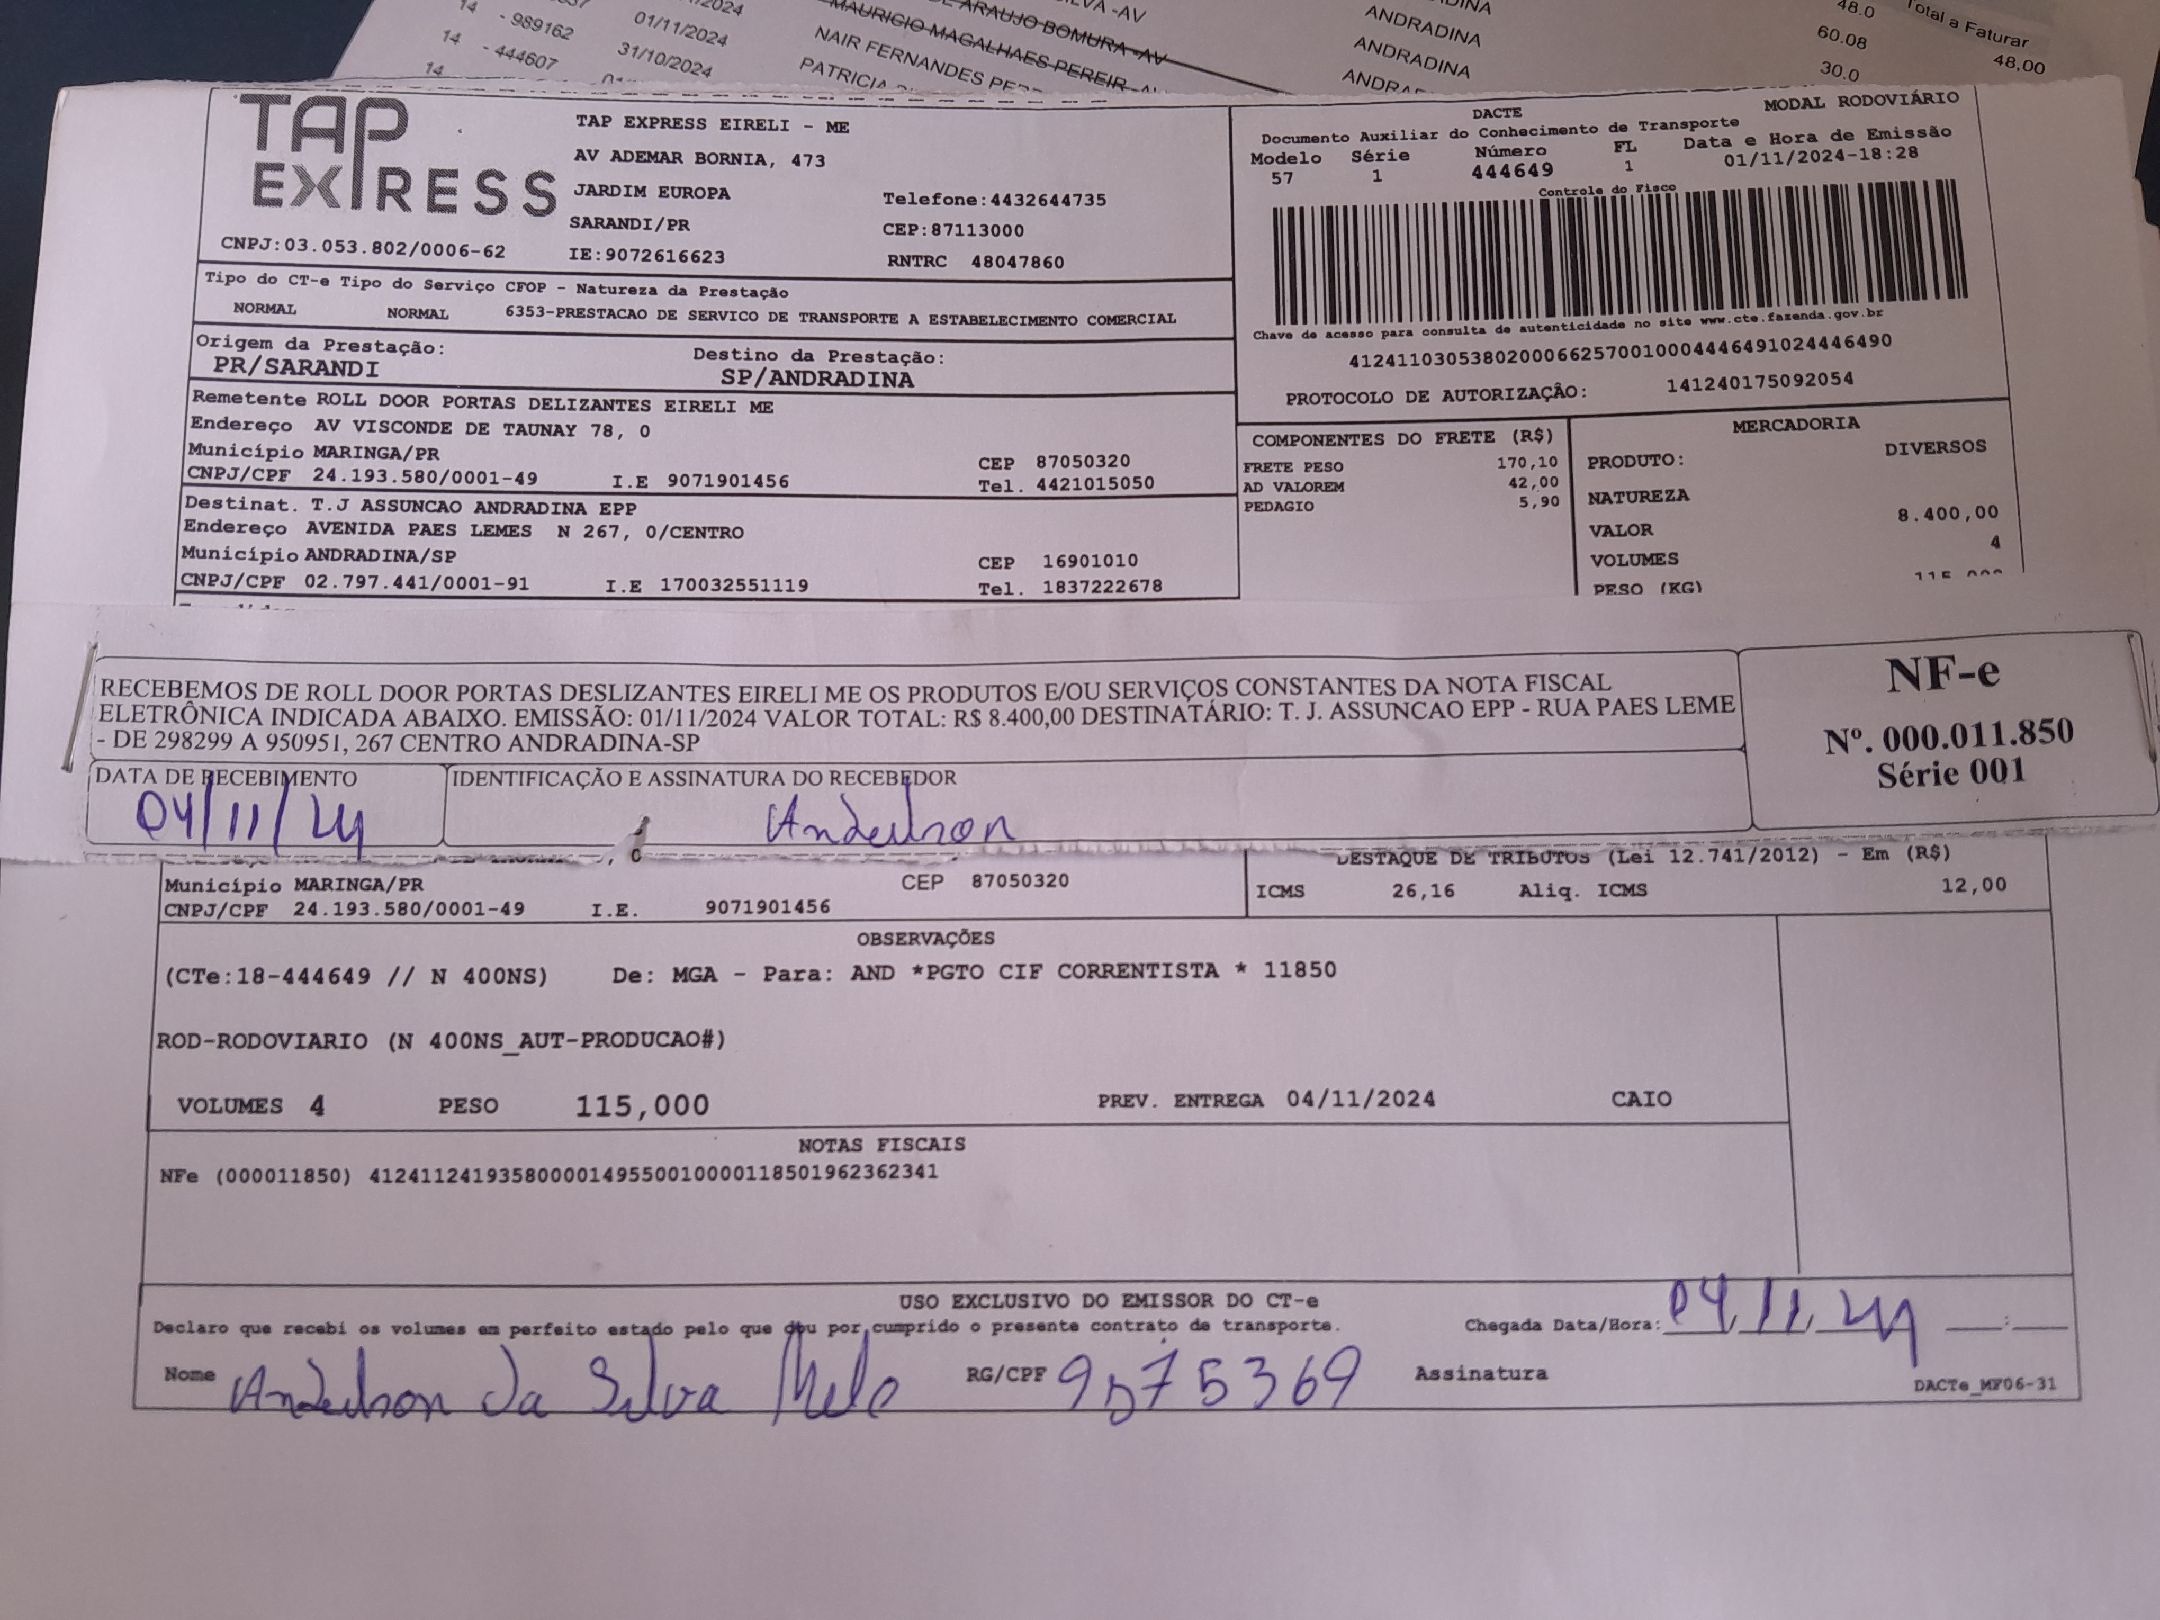 14 - 989162 01/11/2024 MAURICIO MAGALHAES PEREIR ANDRADINA 60.08 Total a Faturar
14 - 444607 31/10/2024 NAIR FERNANDES ANDRADINA 30.0 48,00
14 PATRICIA
TAP EXPRESS
TAP EXPRESS EIRELI - ME
AV ADEMAR BORNIA, 473
JARDIM EUROPA Telefone:4432644735
SARANDI/PR CEP:87113000
CNPJ:03.053.802/0006-62 IE:9072616623 RNTRC 48047860
DACTE MODAL RODOVIÁRIO
Documento Auxiliar do Conhecimento de Transporte
Modelo Série Número FL Data e Hora de Emissão
57 1 444649 1 01/11/2024-18:28
Controle do Fisco
Chave de acesso para consulta de autenticidade no site www.cte.fazenda.gov.br
41241103053802000662570010004446491024446490
PROTOCOLO DE AUTORIZAÇÃO: 141240175092054
Tipo do CT-e Tipo do Serviço CFOP - Natureza da Prestação
NORMAL NORMAL 6353-PRESTACAO DE SERVICO DE TRANSPORTE A ESTABELECIMENTO COMERCIAL
Origem da Prestação: Destino da Prestação:
PR/SARANDI SP/ANDRADINA
Remetente ROLL DOOR PORTAS DELIZANTES EIRELI ME
Endereço AV VISCONDE DE TAUNAY 78, 0
Município MARINGA/PR CEP 87050320
CNPJ/CPF 24.193.580/0001-49 I.E 9071901456 Tel. 4421015050
Destinat. T.J ASSUNCAO ANDRADINA EPP
Endereço AVENIDA PAES LEMES N 267, 0/CENTRO
Município ANDRADINA/SP CEP 16901010
CNPJ/CPF 02.797.441/0001-91 I.E 170032551119 Tel. 1837222678
COMPONENTES DO FRETE (R$)
FRETE PESO 170,10
AD VALOREM 42,00
PEDAGIO 5,90
MERCADORIA
PRODUTO: DIVERSOS
NATUREZA
VALOR 8.400,00
VOLUMES 4
PESO (KG)
RECEBEMOS DE ROLL DOOR PORTAS DESLIZANTES EIRELI ME OS PRODUTOS E/OU SERVIÇOS CONSTANTES DA NOTA FISCAL
ELETRÔNICA INDICADA ABAIXO. EMISSÃO: 01/11/2024 VALOR TOTAL: R$ 8.400,00 DESTINATÁRIO: T. J. ASSUNCAO EPP - RUA PAES LEME
- DE 298299 A 950951, 267 CENTRO ANDRADINA-SP
NF-e
Nº. 000.011.850
Série 001
DATA DE RECEBIMENTO IDENTIFICAÇÃO E ASSINATURA DO RECEBEDOR
04/11/24 Anderson
DESTAQUE DE TRIBUTOS (Lei 12.741/2012) - Em (R$)
Município MARINGA/PR CEP 87050320 ICMS 26,16 Aliq. ICMS 12,00
CNPJ/CPF 24.193.580/0001-49 I.E. 9071901456
OBSERVAÇÕES
(CTe:18-444649 // N 400NS) De: MGA - Para: AND *PGTO CIF CORRENTISTA * 11850
ROD-RODOVIARIO (N 400NS_AUT-PRODUCAO#)
VOLUMES 4 PESO 115,000 PREV. ENTREGA 04/11/2024 CAIO
NOTAS FISCAIS
NFe (000011850) 41241124193580000149550010000118501962362341
USO EXCLUSIVO DO EMISSOR DO CT-e
Declaro que recebi os volumes em perfeito estado pelo que dou por cumprido o presente contrato de transporte. Chegada Data/Hora: 04/11/24 __:__
Nome Anderson da Silva Melo RG/CPF 9575369 Assinatura
DACTe_MF06-31